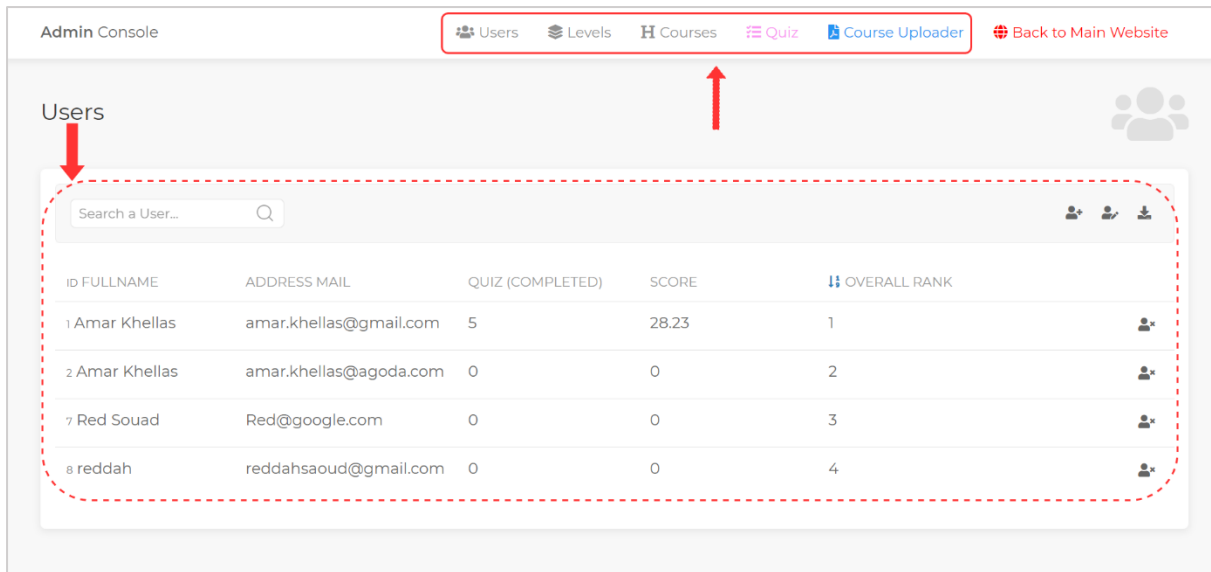 Admin Console Users Levels H Courses Quiz Course Uploader Back to Main Website
Users
Search a User...
ID FULLNAME ADDRESS MAIL QUIZ (COMPLETED) SCORE OVERALL RANK
1 Amar Khellas amar.khellas@gmail.com 5 28.23 1
2 Amar Khellas amar.khellas@agoda.com 0 0 2
7 Red Souad Red@google.com 0 0 3
8 reddah reddahsaoud@gmail.com 0 0 4